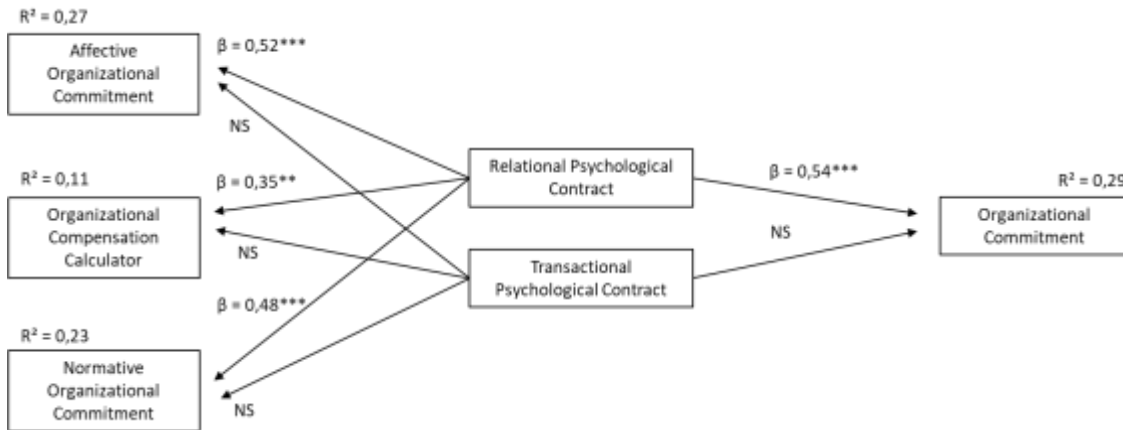 R² = 0,27
Affective
Organizational
Commitment
β = 0,52***
NS
R² = 0,11
Organizational
Compensation
Calculator
β = 0,35**
NS
R² = 0,23
Normative
Organizational
Commitment
β = 0,48***
NS
Relational Psychological
Contract
Transactional
Psychological Contract
β = 0,54***
NS
R² = 0,29
Organizational
Commitment